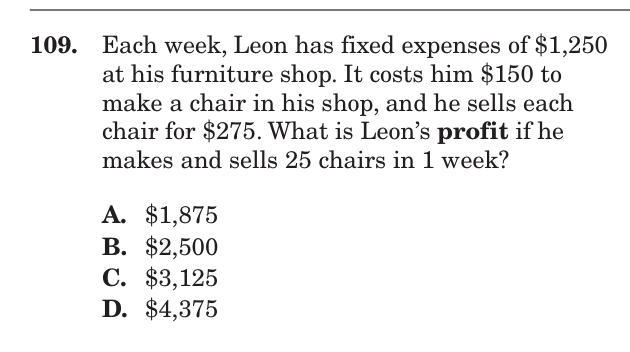 109. Each week, Leon has fixed expenses of $1,250
at his furniture shop. It costs him $150 to
make a chair in his shop, and he sells each
chair for $275. What is Leon’s profit if he
makes and sells 25 chairs in 1 week?
A. $1,875
B. $2,500
C. $3,125
D. $4,375